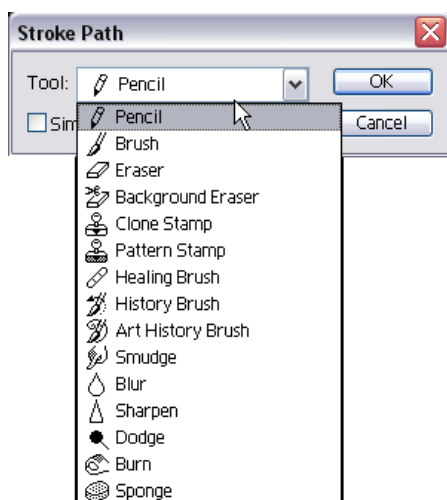 Stroke Path
Tool: Pencil OK
Sim Cancel
Pencil
Brush
Eraser
Background Eraser
Clone Stamp
Pattern Stamp
Healing Brush
History Brush
Art History Brush
Smudge
Blur
Sharpen
Dodge
Burn
Sponge